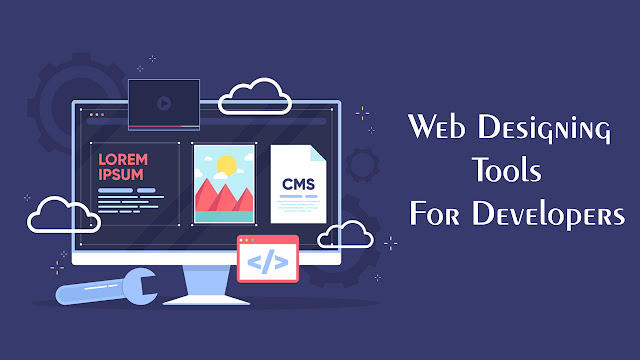 LOREM
IPSUM
CMS
</>
Web Designing
Tools
For Developers